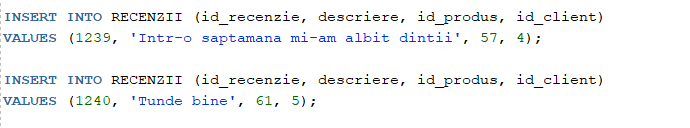 INSERT INTO RECENZII (id_recenzie, descriere, id_produs, id_client)
VALUES (1239, 'Intr-o saptamana mi-am albit dintii', 57, 4);
INSERT INTO RECENZII (id_recenzie, descriere, id_produs, id_client)
VALUES (1240, 'Tunde bine', 61, 5);